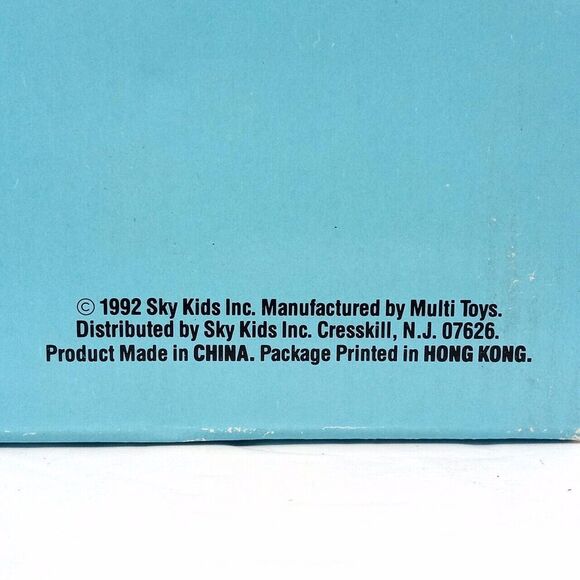 © 1992 Sky Kids Inc. Manufactured by Multi Toys.
Distributed by Sky Kids Inc. Cresskill, N.J. 07626.
Product Made in CHINA. Package Printed in HONG KONG.